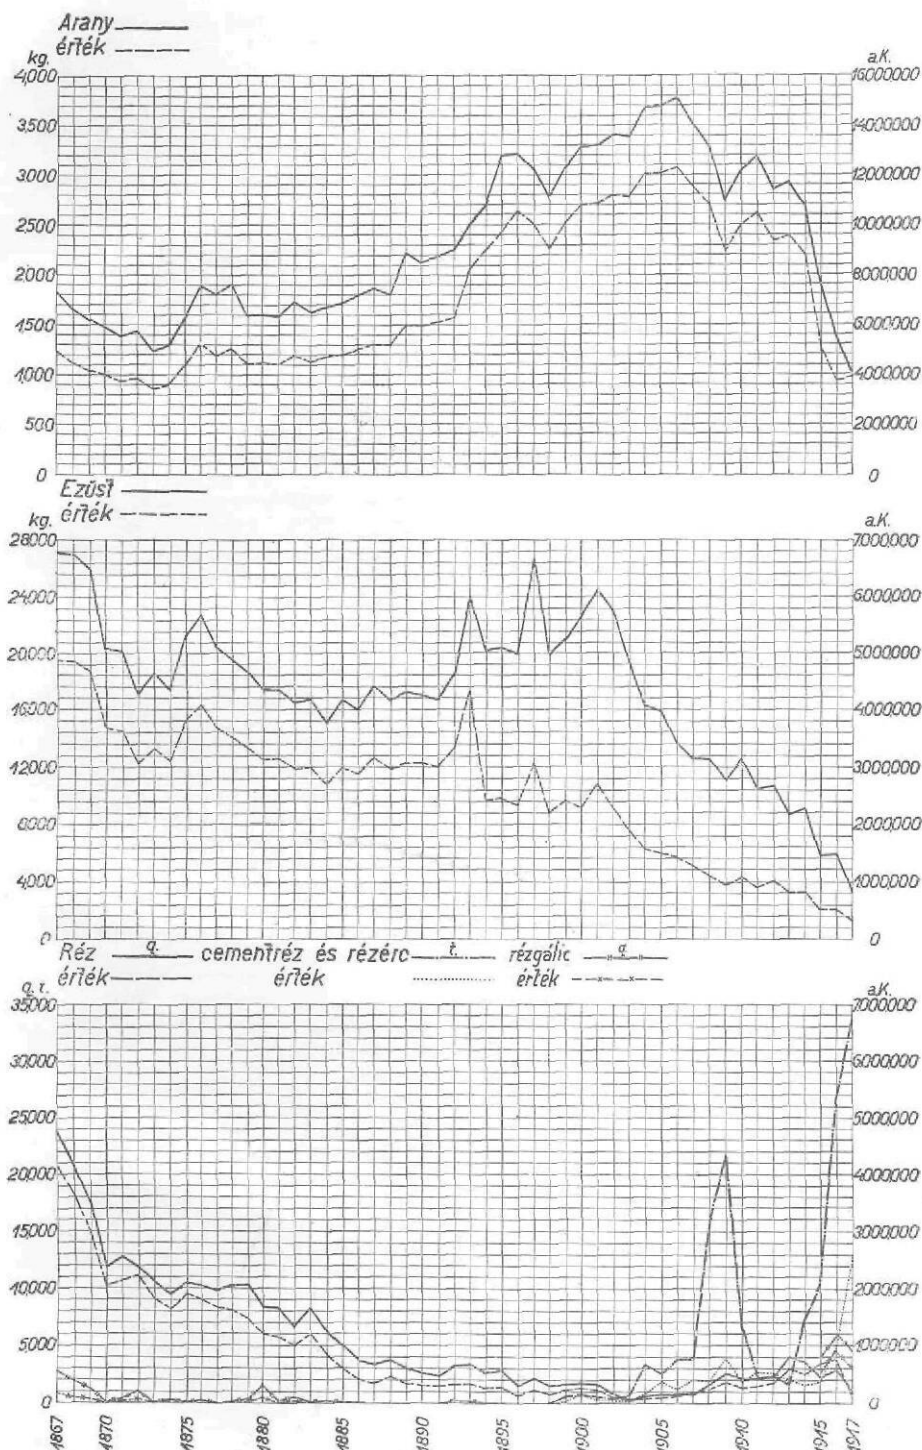 Arany
érték
kg. a.K.
4,000 16000000
3500 14000000
3000 12000000
2500 10000000
2000 8000000
1500 6000000
1000 4000000
500 2000000
0 0
Ezüst
érték
kg. a.K.
28000 7000000
24000 6000000
20000 5000000
16000 4000000
12000 3000000
8000 2000000
4000 1000000
0 0
Réz q. cementréz és rézérc t. rézgálic q
érték érték érték
q. t. a.K.
35000 7000000
30000 6000000
25000 5000000
20000 4000000
15000 3000000
10000 2000000
5000 1000000
0 0
1867 1870 1875 1880 1885 1890 1895 1900 1905 1910 1915 1917